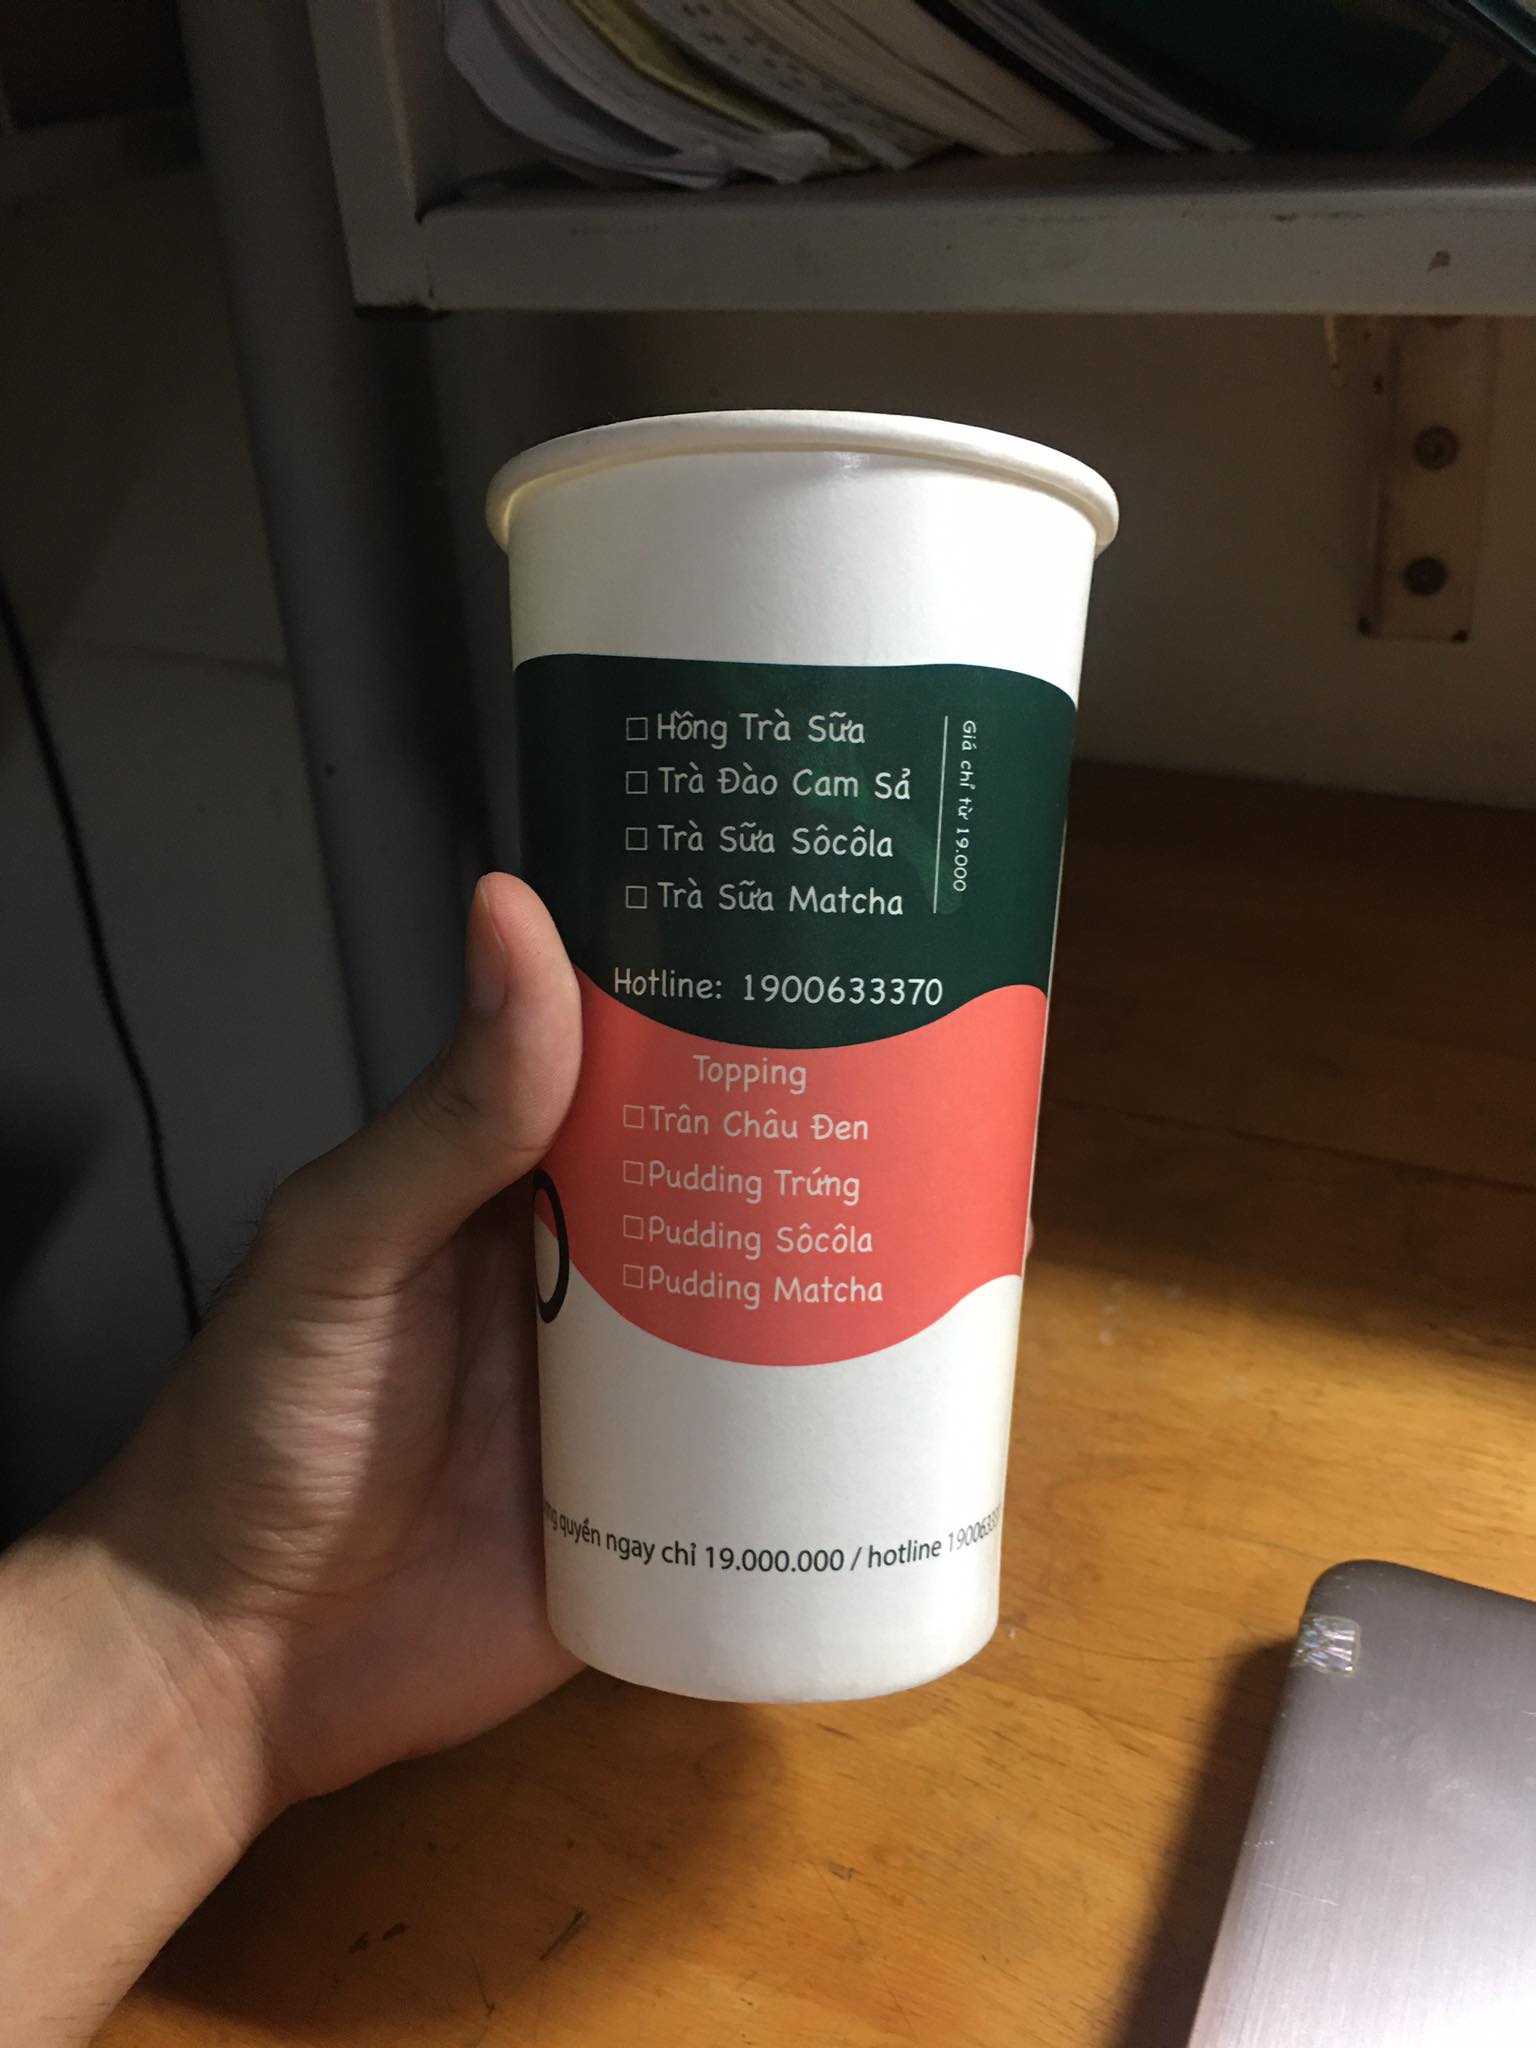 Hồng Trà Sữa
Trà Đào Cam Sả
Trà Sữa Sôcôla
Trà Sữa Matcha
Giá chỉ từ 19.000
Hotline: 1900633370
Topping
Trân Châu Đen
Pudding Trứng
Pudding Sôcôla
Pudding Matcha
quyền ngay chỉ 19.000.000 / hotline